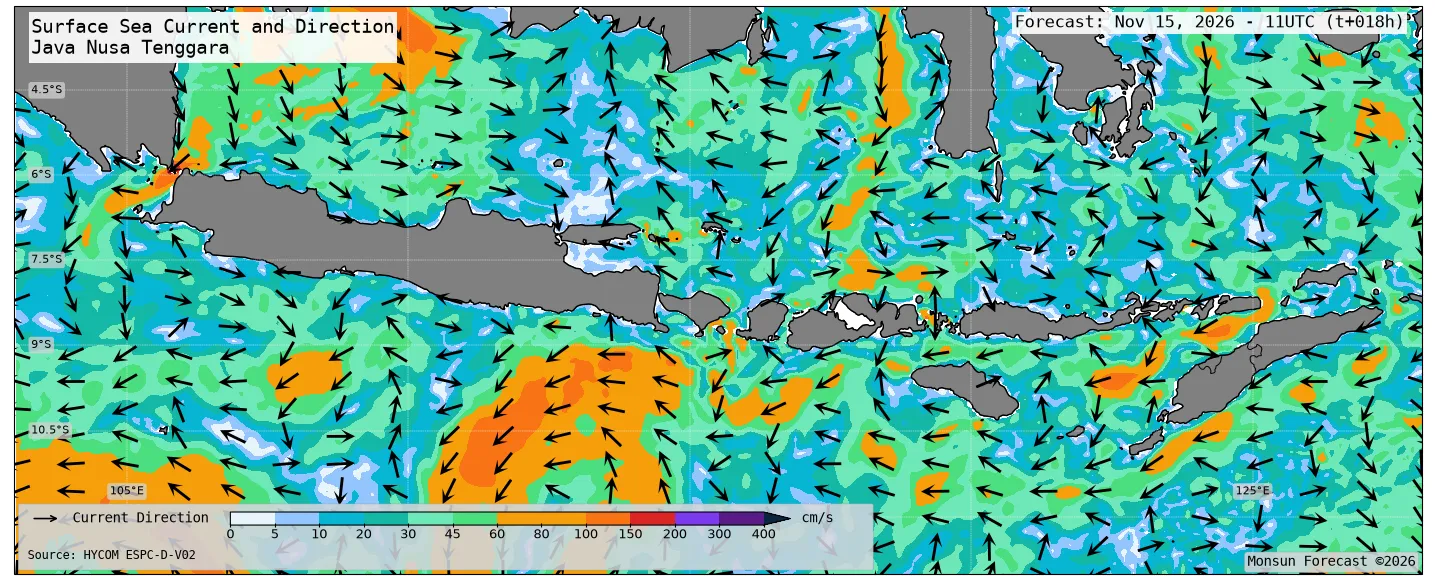 Surface Sea Current and Direction
Java Nusa Tenggara
Forecast: Nov 15, 2026 - 11UTC (t+018h)
4.5°S
6°S
7.5°S
9°S
10.5°S
105°E
125°E
Current Direction
0 5 10 20 30 45 60 80 100 150 200 300 400 cm/s
Source: HYCOM ESPC-D-V02
Monsun Forecast ©2026